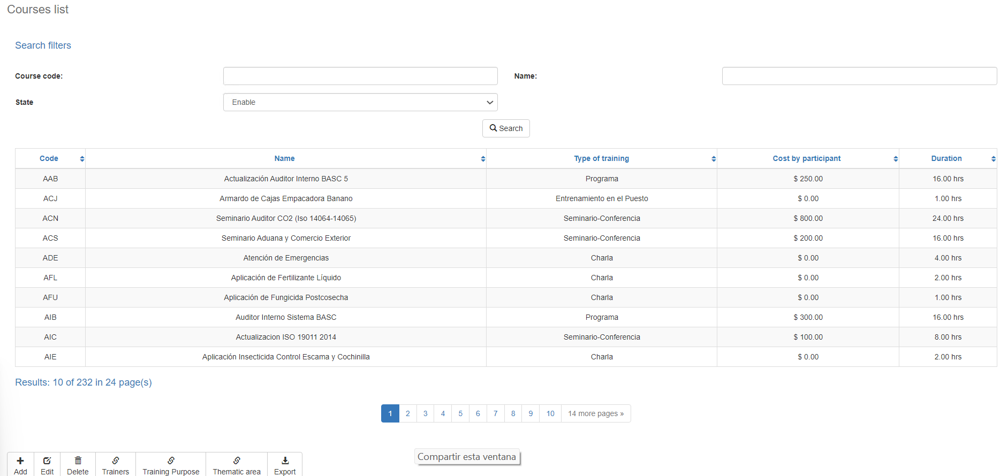 Courses list
Search filters
Course code: Name:
State Enable
Search
Code Name Type of training Cost by participant Duration
AAB Actualización Auditor Interno BASC 5 Programa $ 250.00 16.00 hrs
ACJ Armardo de Cajas Empacadora Banano Entrenamiento en el Puesto $ 0.00 1.00 hrs
ACN Seminario Auditor CO2 (Iso 14064-14065) Seminario-Conferencia $ 800.00 24.00 hrs
ACS Seminario Aduana y Comercio Exterior Seminario-Conferencia $ 200.00 16.00 hrs
ADE Atención de Emergencias Charla $ 0.00 4.00 hrs
AFL Aplicación de Fertilizante Líquido Charla $ 0.00 2.00 hrs
AFU Aplicación de Fungicida Postcosecha Charla $ 0.00 1.00 hrs
AIB Auditor Interno Sistema BASC Programa $ 300.00 16.00 hrs
AIC Actualizacion ISO 19011 2014 Seminario-Conferencia $ 100.00 8.00 hrs
AIE Aplicación Insecticida Control Escama y Cochinilla Charla $ 0.00 2.00 hrs
Results: 10 of 232 in 24 page(s)
1 2 3 4 5 6 7 8 9 10 14 more pages »
Compartir esta ventana
Add Edit Delete Trainers Training Purpose Thematic area Export